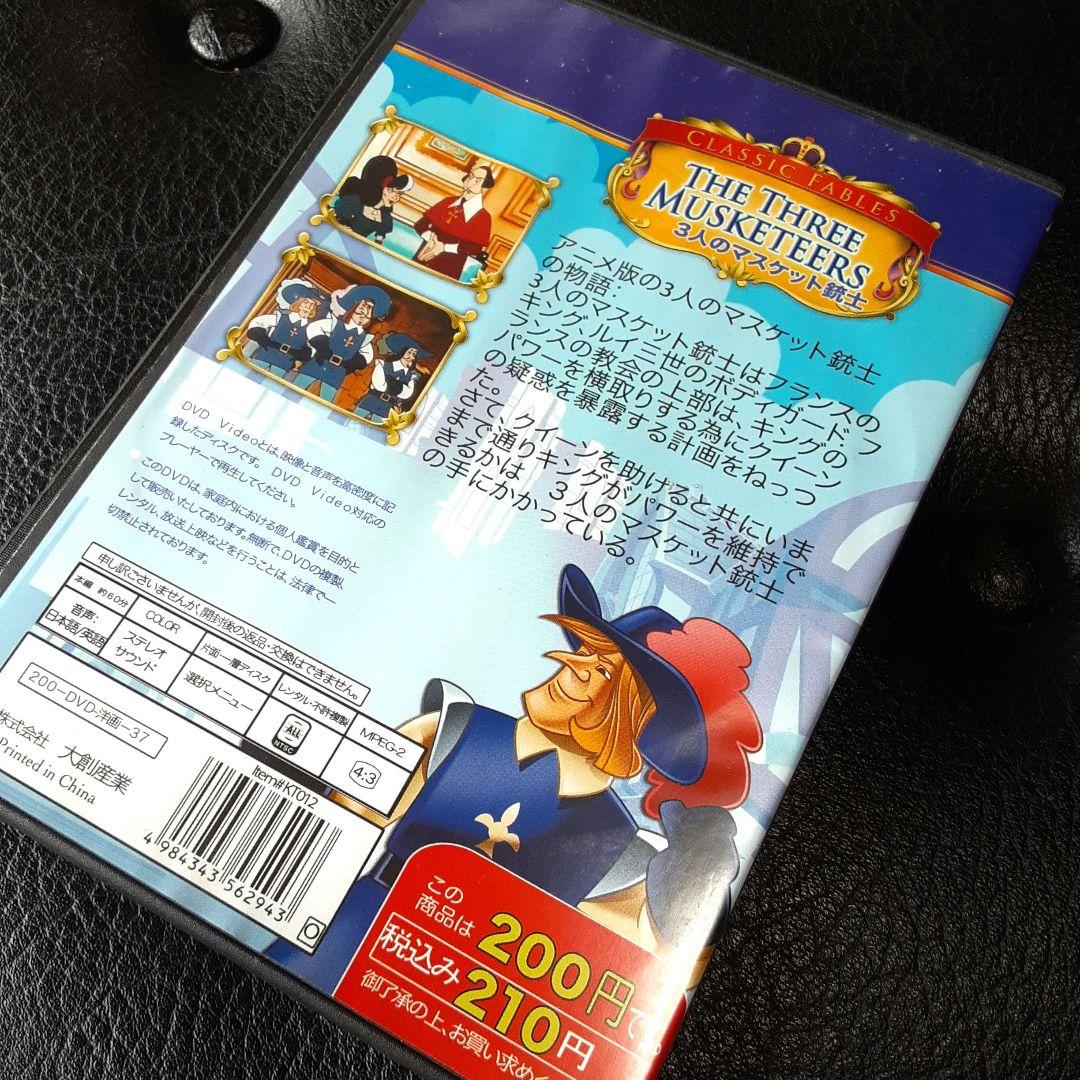 CLASSIC FABLES
THE THREE
MUSKETEERS
3人のマスケット銃士
アニメ版の3人のマスケット銃士
の物語:
3人のマスケット銃士はフランスの
キング、ルイ三世のボディガード、フ
ランスの教会の上部は、キングの
パワーを横取りする為にクイーン
の疑惑を暴露する計画をねっつ
た。 クイーンを助けると共にいま
さで通りキングがパワーを維持で
きるかは、3人のマスケット銃士
の手にかかっている。
DVD Videoとは、映像と音声を高密度に記
録したディスクです。 DVD Video対応の
プレーヤーで再生してください。
このDVDは、家庭内における個人鑑賞を目的と
して販売いたしております。無断で、DVDの複製、
レンタル、放送上映などを行うことは、法律で一
切禁止されております。
申し訳ございませんが、開封後の返品・交換はできません。
本編 約60分
COLOR
片面・一層ディスク
レンタル・不許複製
MPEG-2
音声:
日本語/英語
ステレオ
サウンド
選択メニュー
ALL
NTSC
4:3
200-DVD-洋画-37
株式会社 大創産業
Printed in China
Item#KT012
4984343562943
この
商品は
200円で
税込み
210円
御了承の上、お買い求め